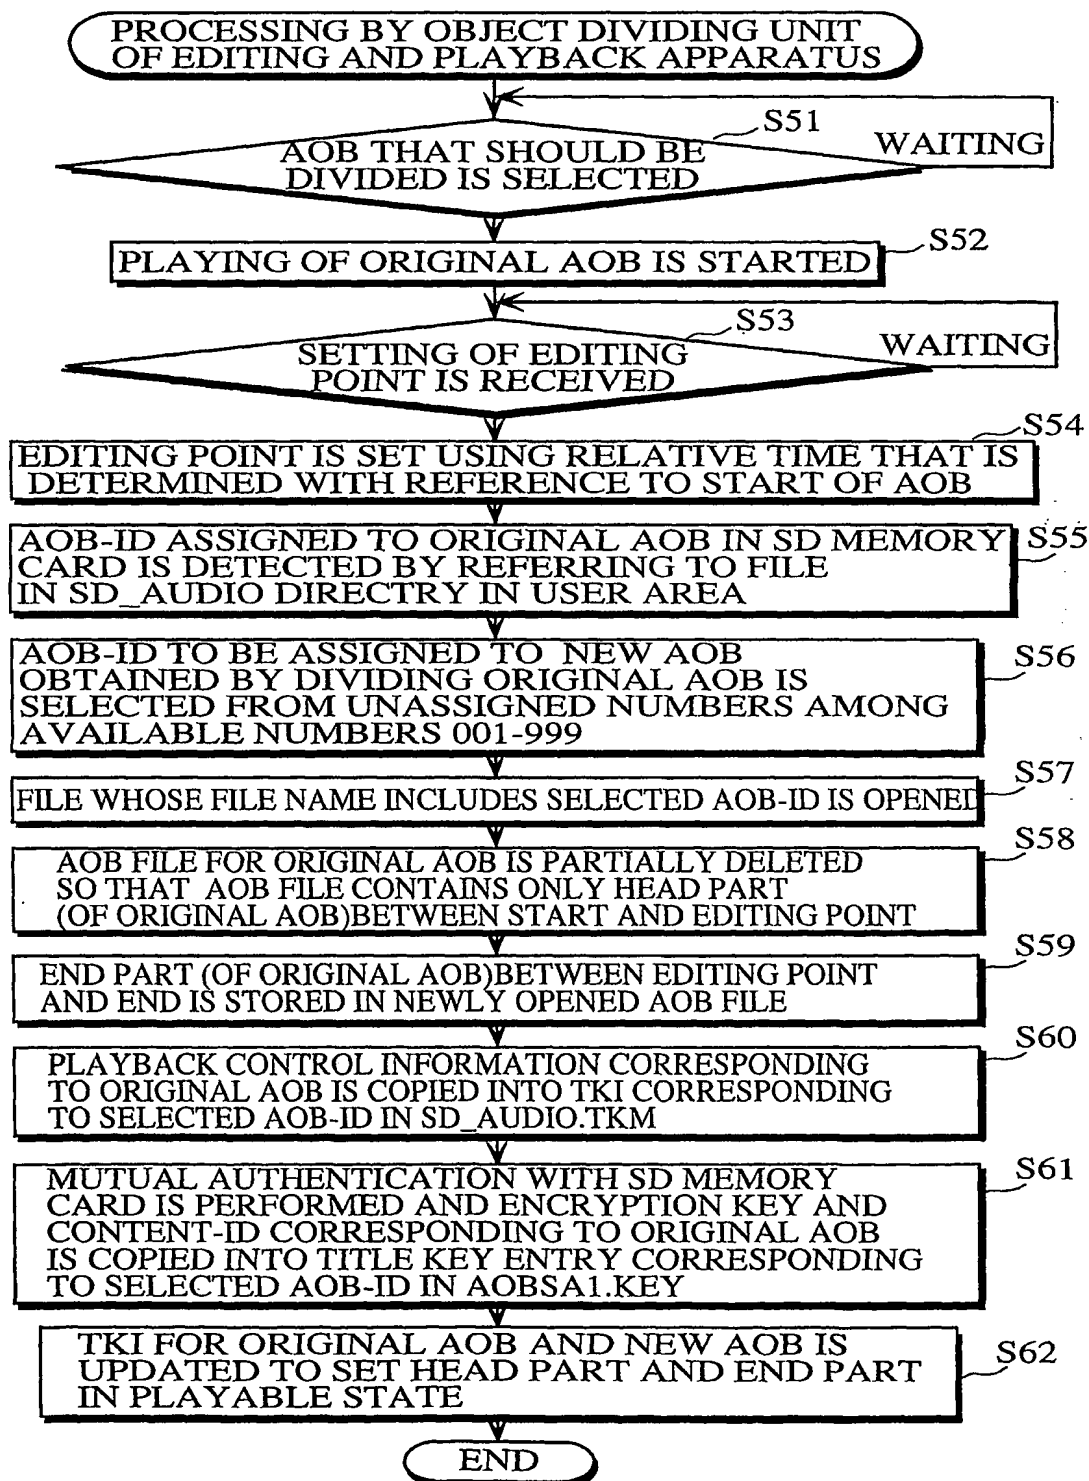 PROCESSING BY OBJECT DIVIDING UNIT
OF EDITING AND PLAYBACK APPARATUS
S51
WAITING
AOB THAT SHOULD BE
DIVIDED IS SELECTED
S52
PLAYING OF ORIGINAL AOB IS STARTED
S53
WAITING
SETTING OF EDITING
POINT IS RECEIVED
S54
EDITING POINT IS SET USING RELATIVE TIME THAT IS
DETERMINED WITH REFERENCE TO START OF AOB
S55
AOB-ID ASSIGNED TO ORIGINAL AOB IN SD MEMORY
CARD IS DETECTED BY REFERRING TO FILE
IN SD_AUDIO DIRECTRY IN USER AREA
S56
AOB-ID TO BE ASSIGNED TO NEW AOB
OBTAINED BY DIVIDING ORIGINAL AOB IS
SELECTED FROM UNASSIGNED NUMBERS AMONG
AVAILABLE NUMBERS 001-999
S57
FILE WHOSE FILE NAME INCLUDES SELECTED AOB-ID IS OPENED
S58
AOB FILE FOR ORIGINAL AOB IS PARTIALLY DELETED
SO THAT AOB FILE CONTAINS ONLY HEAD PART
(OF ORIGINAL AOB)BETWEEN START AND EDITING POINT
S59
END PART (OF ORIGINAL AOB)BETWEEN EDITING POINT
AND END IS STORED IN NEWLY OPENED AOB FILE
S60
PLAYBACK CONTROL INFORMATION CORRESPONDING
TO ORIGINAL AOB IS COPIED INTO TKI CORRESPONDING
TO SELECTED AOB-ID IN SD_AUDIO.TKM
S61
MUTUAL AUTHENTICATION WITH SD MEMORY
CARD IS PERFORMED AND ENCRYPTION KEY AND
CONTENT-ID CORRESPONDING TO ORIGINAL AOB
IS COPIED INTO TITLE KEY ENTRY CORRESPONDING
TO SELECTED AOB-ID IN AOBSA1.KEY
S62
TKI FOR ORIGINAL AOB AND NEW AOB IS
UPDATED TO SET HEAD PART AND END PART
IN PLAYABLE STATE
END